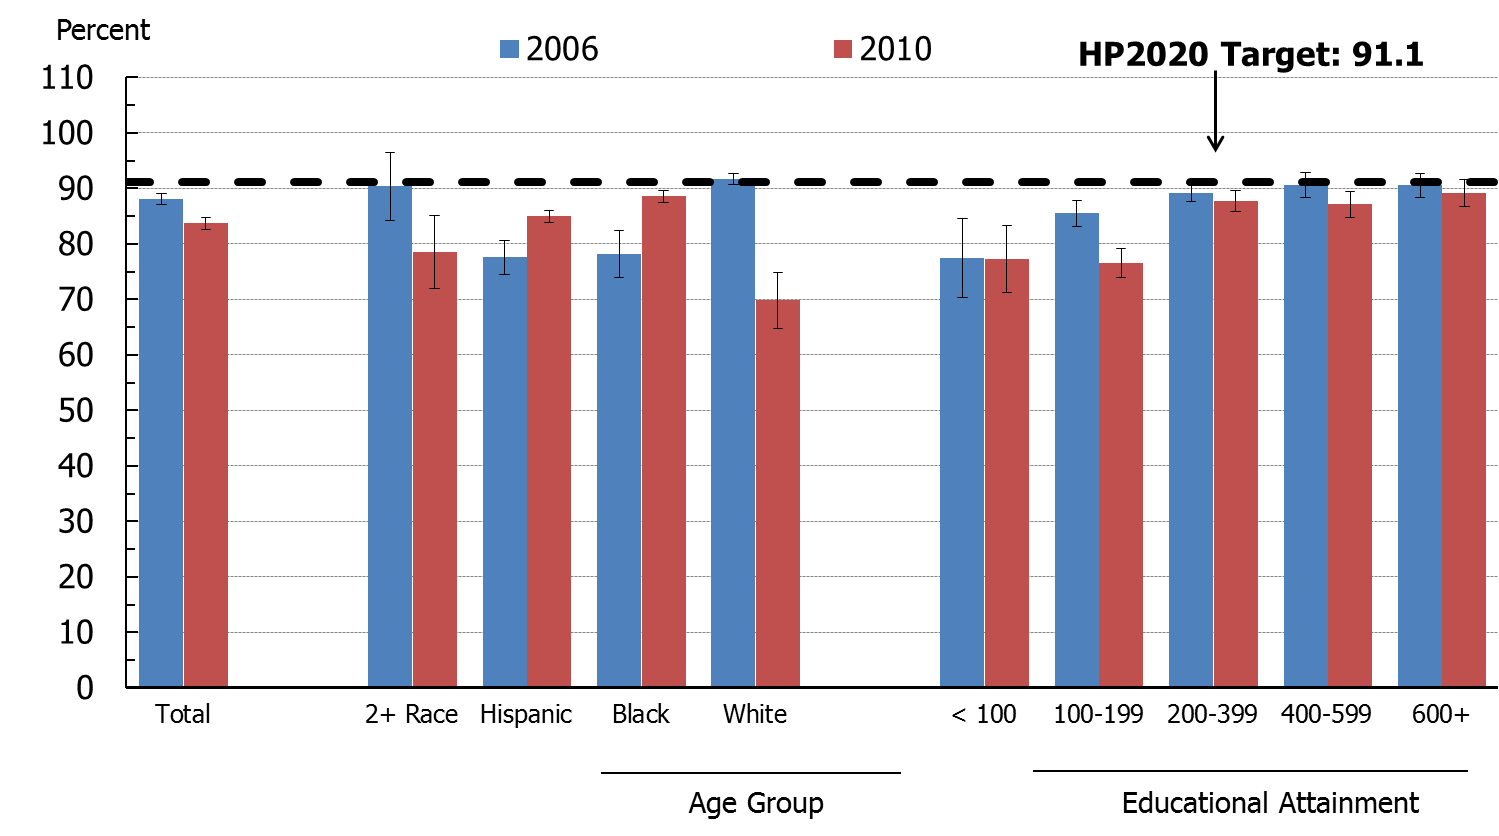 Percent
2006
2010
HP2020 Target: 91.1
110
100
90
80
70
60
50
40
30
20
10
0
Total
2+ Race
Hispanic
Black
White
< 100
100-199
200-399
400-599
600+
Age Group
Educational Attainment